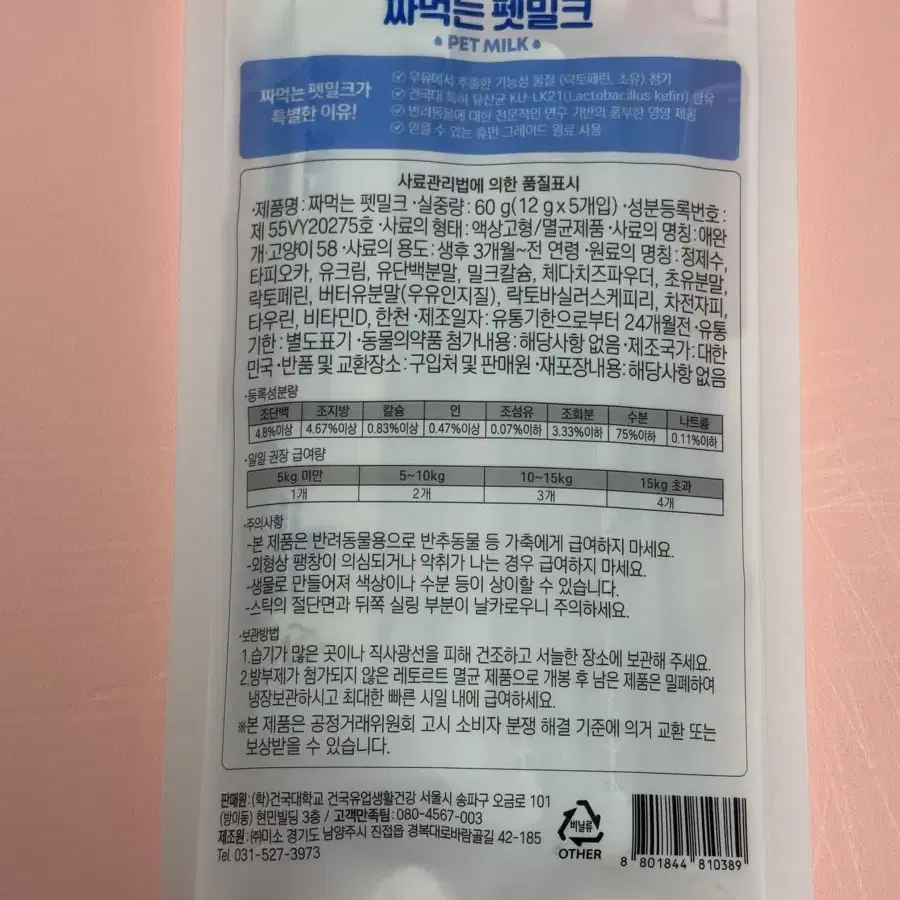 짜먹는 펫밀크
PET MILK
짜먹는 펫밀크가
특별한 이유!
우유에서 추출한 기능성 물질 (락토페린, 초유) 첨가
건국대 특허 유산균 KU-LK21(Lactobacillus kefiri) 함유
반려동물에 대한 전문적인 연구 기반의 풍부한 영양 제공
믿을 수 있는 휴먼 그레이드 원료 사용
사료관리법에 의한 품질표시
·제품명 : 짜먹는 펫밀크 ·실중량 : 60 g(12 g x 5개입) ·성분등록번호 :
제 55VY20275호 ·사료의 형태 : 액상고형/멸균제품 ·사료의 명칭 : 애완
개·고양이 58 ·사료의 용도 : 생후 3개월~전 연령 ·원료의 명칭 : 정제수,
타피오카, 유크림, 유단백분말, 밀크칼슘, 체다치즈파우더, 초유분말,
락토페린, 버터유분말(우유인지질), 락토바실러스케피리, 차전자피,
타우린, 비타민D, 한천 ·제조일자 : 유통기한으로부터 24개월전 ·유통
기한 : 별도표기 ·동물의약품 첨가내용 : 해당사항 없음 ·제조국가 : 대한
민국 ·반품 및 교환장소 : 구입처 및 판매원 ·재포장내용 : 해당사항 없음
·등록성분량
조단백 조지방 칼슘 인 조섬유 조회분 수분 나트륨
4.8%이상 4.67%이상 0.83%이상 0.47%이상 0.07%이하 3.33%이하 75%이하 0.11%이하
·일일 권장 급여량
5kg 미만 5~10kg 10~15kg 15kg 초과
1개 2개 3개 4개
·주의사항
-본 제품은 반려동물용으로 반추동물 등 가축에게 급여하지 마세요.
-외형상 팽창이 의심되거나 악취가 나는 경우 급여하지 마세요.
-생물로 만들어져 색상이나 수분 등이 상이할 수 있습니다.
-스틱의 절단면과 뒤쪽 실링 부분이 날카로우니 주의하세요.
·보관방법
1.습기가 많은 곳이나 직사광선을 피해 건조하고 서늘한 장소에 보관해 주세요.
2.방부제가 첨가되지 않은 레토르트 멸균 제품으로 개봉 후 남은 제품은 밀폐하여
냉장보관하시고 최대한 빠른 시일 내에 급여하세요.
※본 제품은 공정거래위원회 고시 소비자 분쟁 해결 기준에 의거 교환 또는
보상받을 수 있습니다.
판매원 : (학)건국대학교 건국유업생활건강 서울시 송파구 오금로 101
(방이동) 현민빌딩 3층 / 고객만족팀 : 080-4567-003
제조원 : ㈜미소 경기도 남양주시 진접읍 경복대로바람골길 42-185
Tel. 031-527-3973
비닐류
OTHER
8 801844 810389